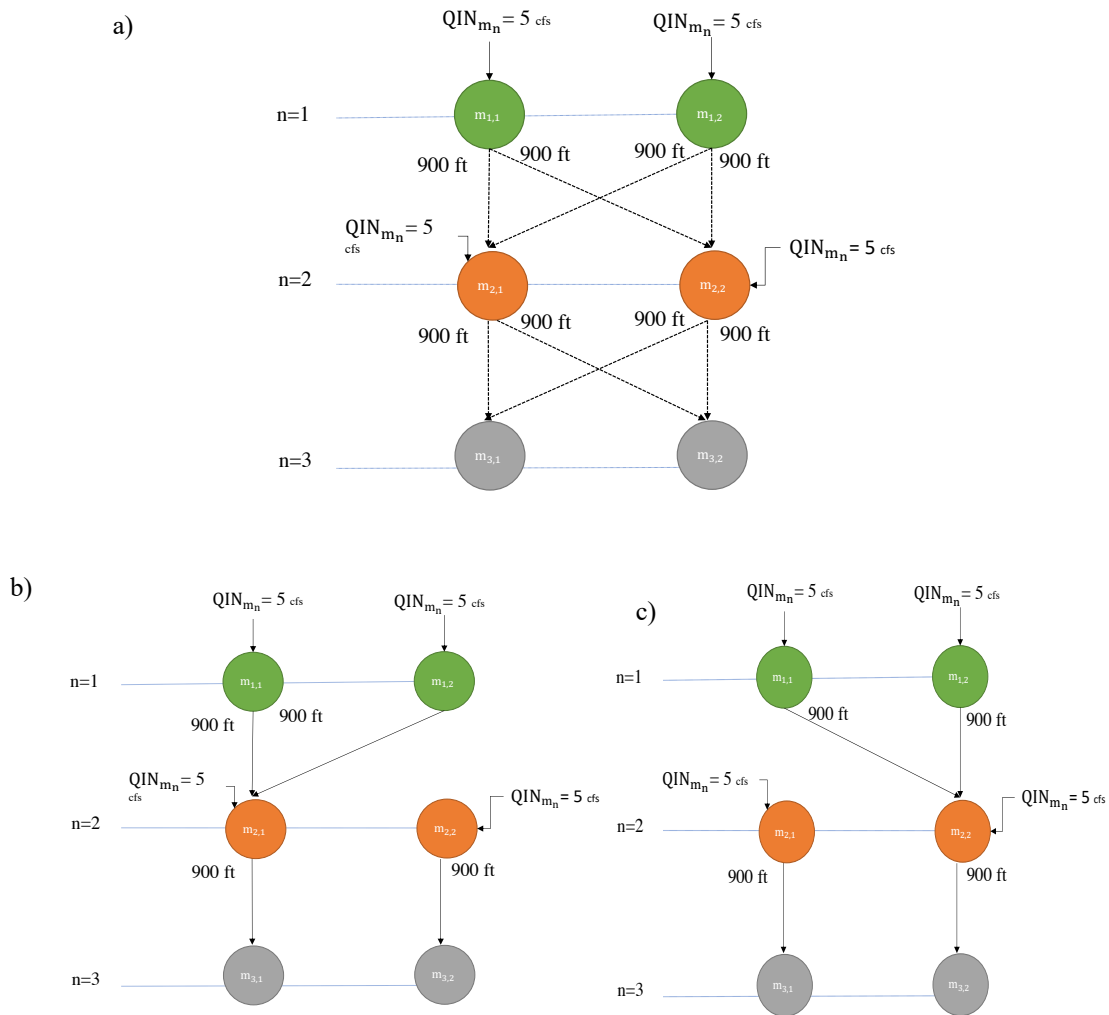 a)
QINₘₙ= 5 cfs
QINₘₙ= 5 cfs
n=1
m₁,₁
m₁,₂
900 ft
900 ft
900 ft
900 ft
QINₘₙ= 5
cfs
QINₘₙ= 5 cfs
n=2
m₂,₁
m₂,₂
900 ft
900 ft
900 ft
900 ft
n=3
m₃,₁
m₃,₂
b)
QINₘₙ= 5 cfs
QINₘₙ= 5 cfs
n=1
m₁,₁
m₁,₂
900 ft
900 ft
QINₘₙ= 5
cfs
QINₘₙ= 5 cfs
n=2
m₂,₁
m₂,₂
900 ft
900 ft
n=3
m₃,₁
m₃,₂
c)
QINₘₙ= 5 cfs
QINₘₙ= 5 cfs
n=1
m₁,₁
m₁,₂
900 ft
900 ft
QINₘₙ= 5 cfs
QINₘₙ= 5 cfs
n=2
m₂,₁
m₂,₂
900 ft
900 ft
n=3
m₃,₁
m₃,₂